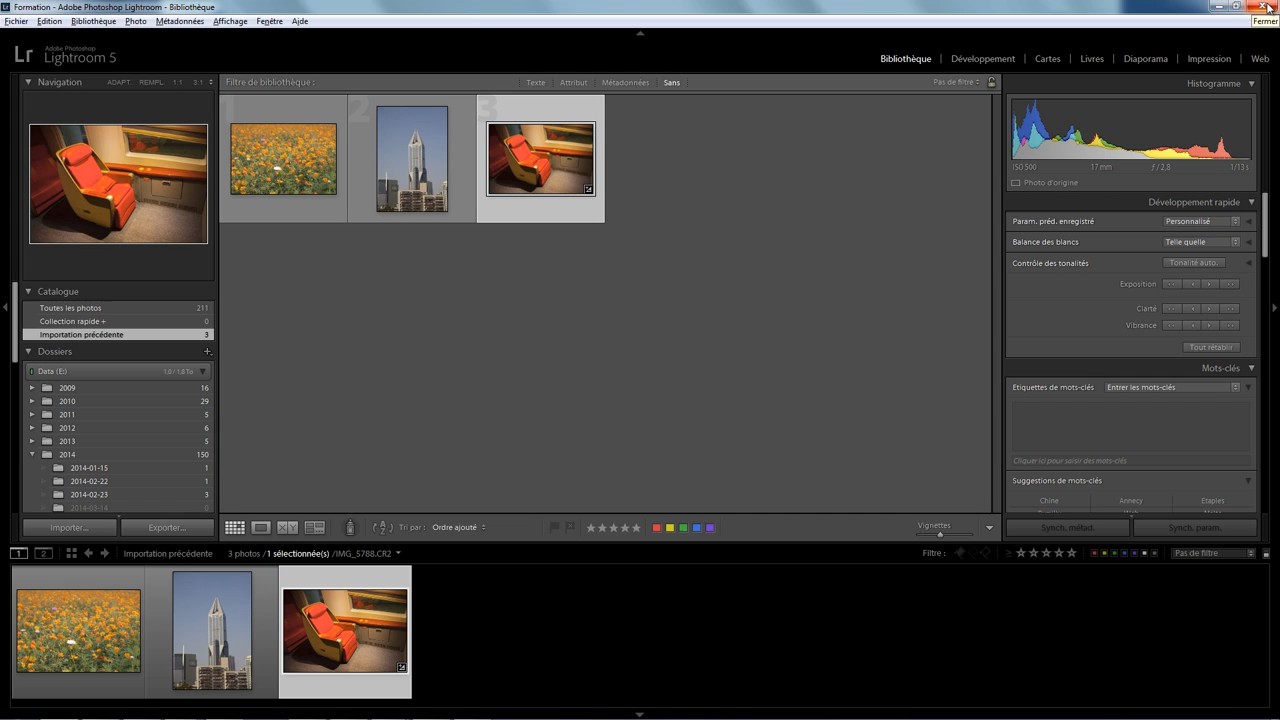 Formation - Adobe Photoshop Lightroom - Bibliothèque
Fermer
Fichier Edition Bibliothèque Photo Métadonnées Affichage Fenêtre Aide
Lr Adobe Photoshop
Lightroom 5
Bibliothèque | Développement | Cartes | Livres | Diaporama | Impression | Web
Navigation ADAPT. REMPL. 1:1 3:1
Filtre de bibliothèque : Texte Attribut Métadonnées Sans Pas de filtre
Histogramme
1 2 3
ISO 500 17 mm ƒ / 2,8 1/13 s
Photo d'origine
Développement rapide
Param. préd. enregistré Personnalisé
Balance des blancs Telle quelle
Contrôle des tonalités Tonalité auto.
Exposition
Clarté
Vibrance
Tout rétablir
Catalogue
Toutes les photos 211
Collection rapide + 0
Importation précédente 3
Dossiers
Data (E:) 1,0 / 1,8 To
2009 16
2010 29
2011 5
2012 6
2013 5
2014 150
2014-01-15 1
2014-02-22 1
2014-02-23 3
2014-03-14 0
Mots-clés
Etiquettes de mots-clés Entrer les mots-clés
Cliquer ici pour saisir des mots-clés
Suggestions de mots-clés
Chine Annecy Etaples
Importer... Exporter...
XY Tri par : Ordre ajouté Vignettes
Synch. métad. Synch. param.
1 2 Importation précédente 3 photos / 1 sélectionnée(s) /IMG_5788.CR2 Filtre : Pas de filtre